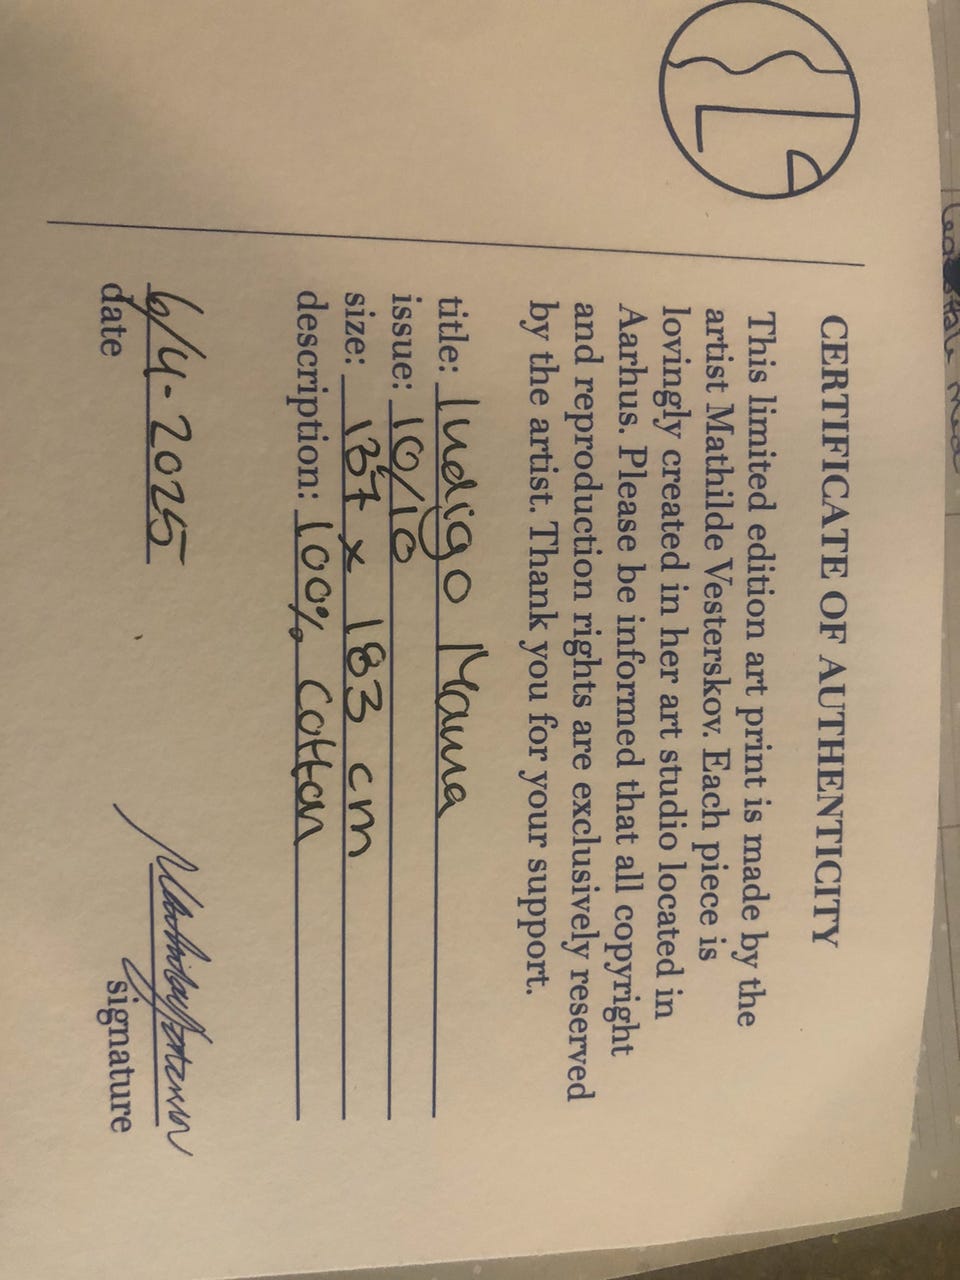 CERTIFICATE OF AUTHENTICITY
This limited edition art print is made by the
artist Mathilde Vesterskov. Each piece is
lovingly created in her art studio located in
Aarhus. Please be informed that all copyright
and reproduction rights are exclusively reserved
by the artist. Thank you for your support.
title: Indigo Mama
issue: 10/10
size: 137 x 183 cm
description: 100% Cotton
6/4-2025
date
signature